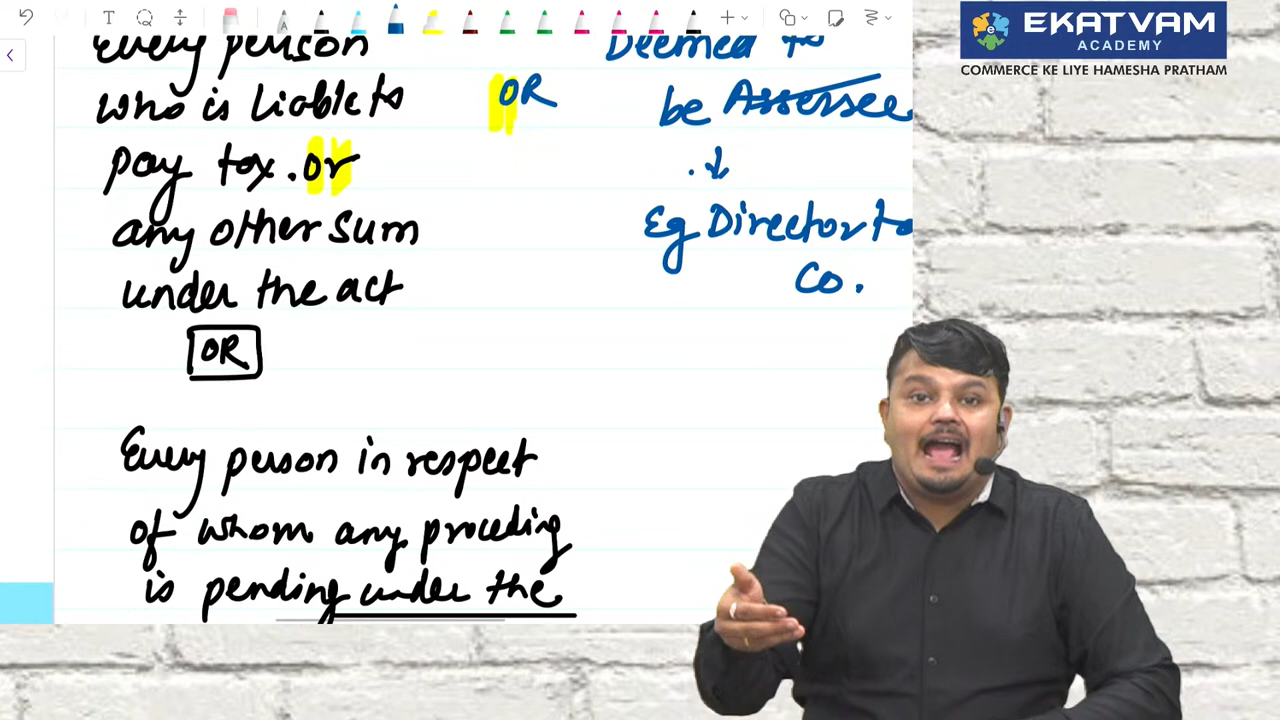 EKATVAM
ACADEMY
COMMERCE KE LIYE HAMESHA PRATHAM
Every person
who is liable to
pay tax. or
any other sum
under the act
OR
Every person in respect
of whom any proceding
is pending under the
OR
Deemed to
be Assessee
Eg Director to
Co.